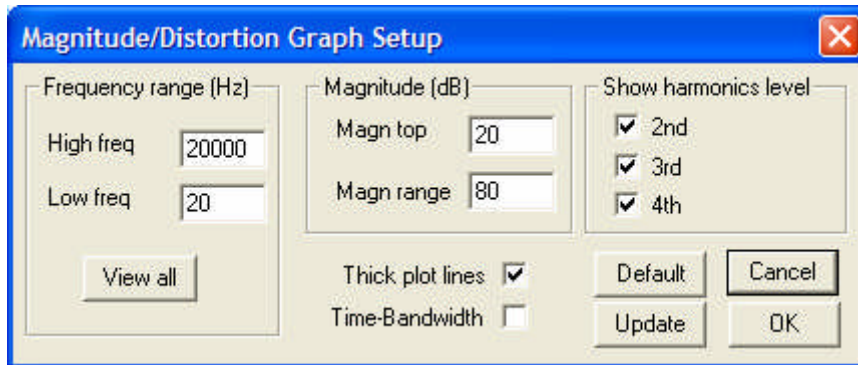 Magnitude/Distortion Graph Setup
Frequency range (Hz)
High freq 20000
Low freq 20
View all
Magnitude (dB)
Magn top 20
Magn range 80
Show harmonics level
2nd
3rd
4th
Thick plot lines
Time-Bandwidth
Default Cancel
Update OK